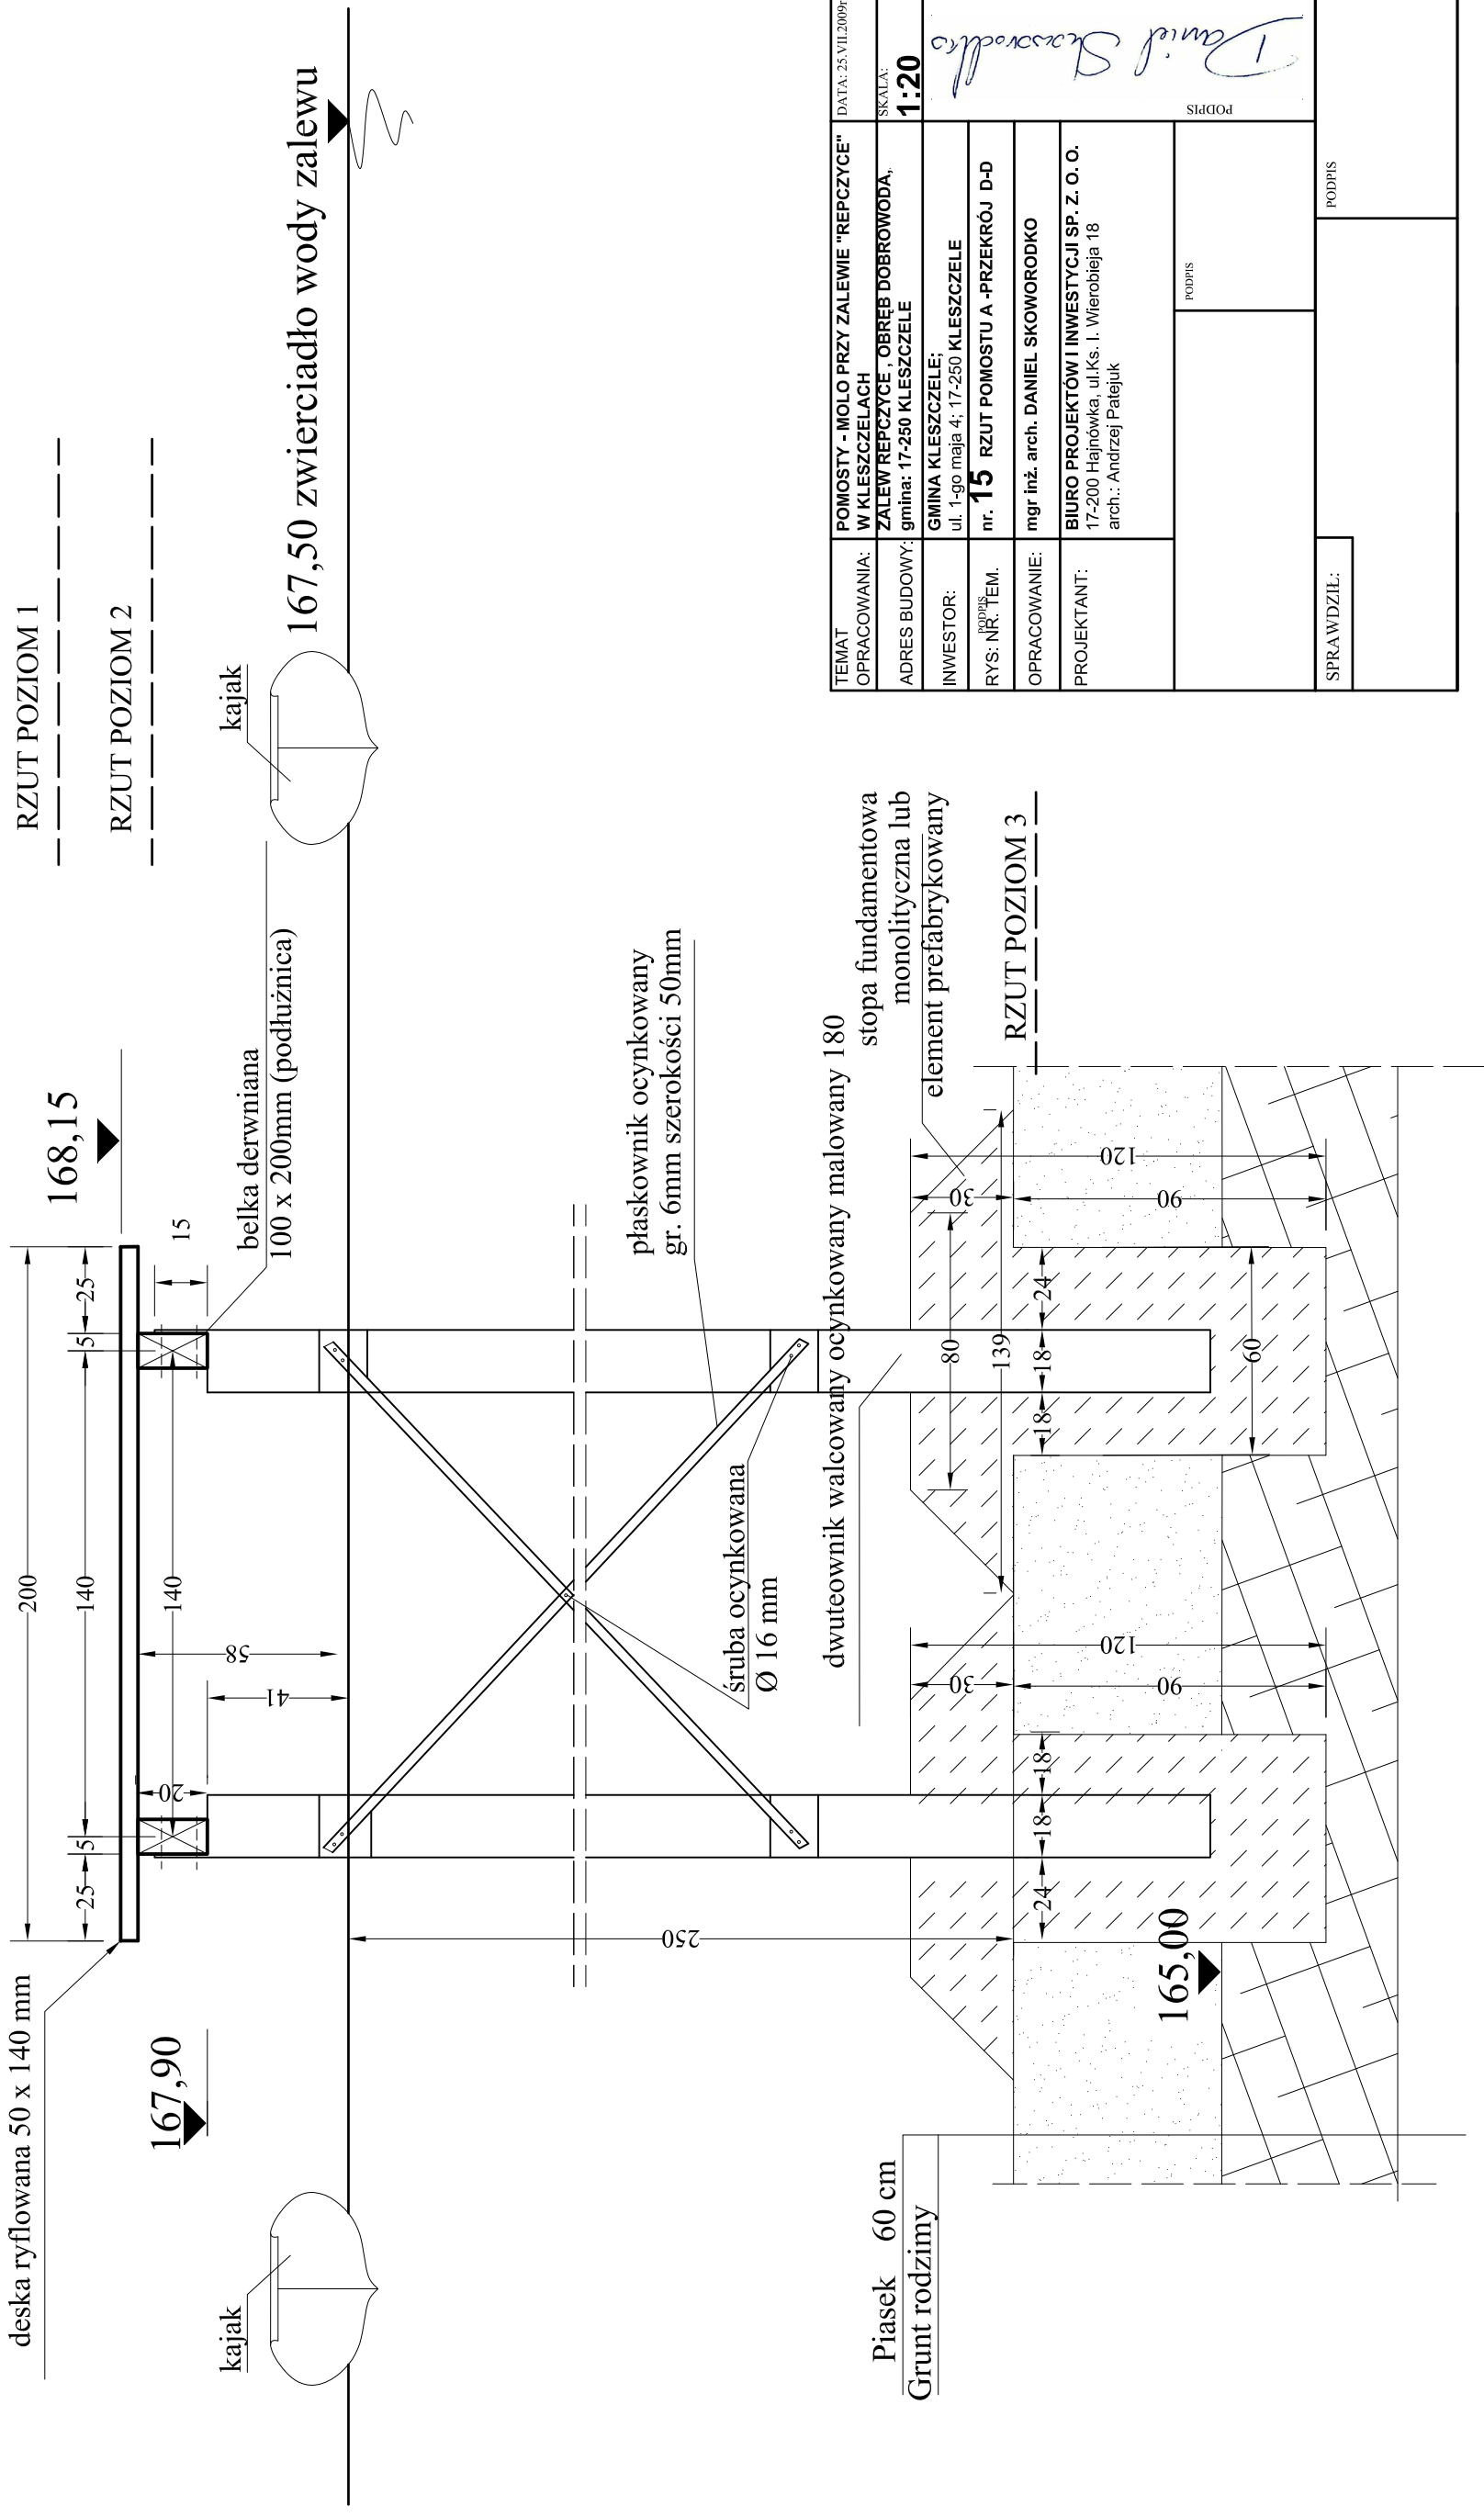 RZUT POZIOM 1
RZUT POZIOM 2
deska ryflowana 50 x 140 mm
200
25
5
140
5
25
140
15
20
58
41
168,15
167,90
belka derwniana
100 x 200mm (podłużnica)
kajak
kajak
167,50 zwierciadło wody zalewu
płaskownik ocynkowany
gr. 6mm szerokości 50mm
śruba ocynkowana
Ø 16 mm
250
dwuteownik walcowany ocynkowany malowany 180
stopa fundamentowa
monolityczna lub
element prefabrykowany
RZUT POZIOM 3
Piasek 60 cm
Grunt rodzimy
165,00
24
18
18
30
90
120
80
139
18
18
24
60
30
90
120
TEMAT
OPRACOWANIA:
POMOSTY - MOLO PRZY ZALEWIE "REPCZYCE"
W KLESZCZELACH
DATA: 25.VII.2009r
ADRES BUDOWY:
ZALEW REPCZYCE , OBRĘB DOBROWODA,
gmina: 17-250 KLESZCZELE
SKALA:
1:20
INWESTOR:
GMINA KLESZCZELE;
ul. 1-go maja 4; 17-250 KLESZCZELE
PODPIS
RYS: NR. TEM.
nr. 15 RZUT POMOSTU A -PRZEKRÓJ D-D
OPRACOWANIE:
mgr inż. arch. DANIEL SKOWORODKO
PROJEKTANT:
BIURO PROJEKTÓW I INWESTYCJI SP. Z. O. O.
17-200 Hajnówka, ul.Ks. I. Wierobieja 18
arch.: Andrzej Patejuk
PODPIS
Daniel Skoworodko
PODPIS
SPRAWDZIŁ:
PODPIS